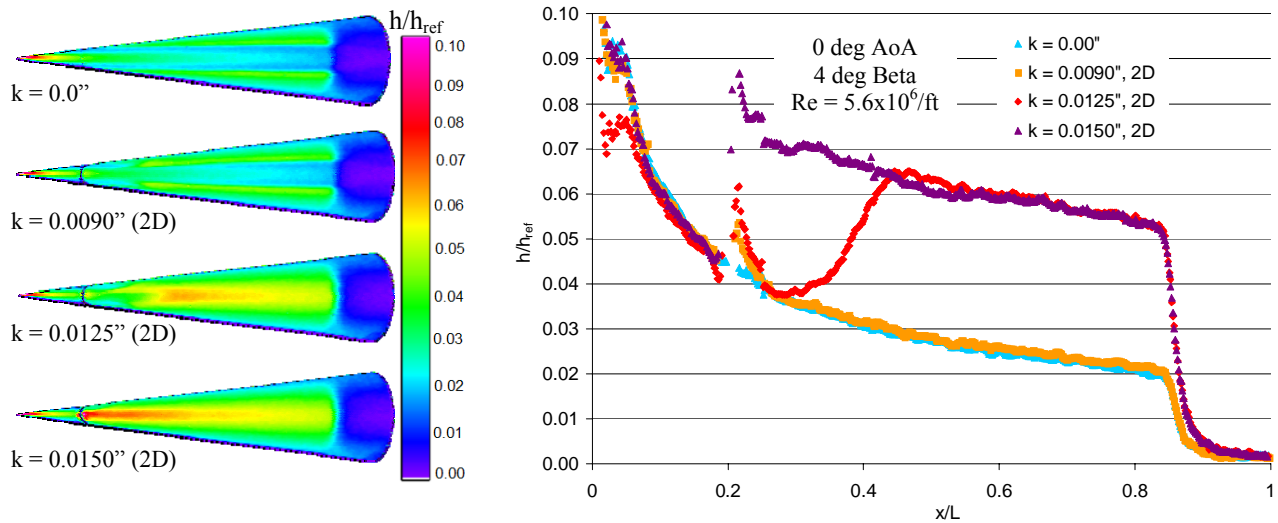 h/href
k = 0.0”
k = 0.0090” (2D)
k = 0.0125” (2D)
k = 0.0150” (2D)
0.10
0.09
0.08
0.07
0.06
0.05
0.04
0.03
0.02
0.01
0.00
0 deg AoA
4 deg Beta
Re = 5.6x10⁶/ft
k = 0.00"
k = 0.0090", 2D
k = 0.0125", 2D
k = 0.0150", 2D
h/href
0.10
0.09
0.08
0.07
0.06
0.05
0.04
0.03
0.02
0.01
0.00
0
0.2
0.4
0.6
0.8
1
x/L